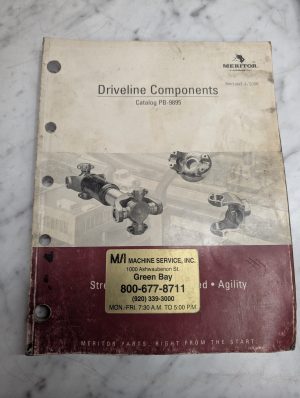 MERITOR
Driveline Components
Catalog PB-9895
Revised
M/I MACHINE SERVICE, INC.
1000 Ashwaubenon St.
Green Bay
800-677-8711
(920) 339-3000
MON.-FRI. 7:30 A.M. TO 5:00 P.M.
Stre
d • Agility
MERITOR PARTS. RIGHT FROM THE START.